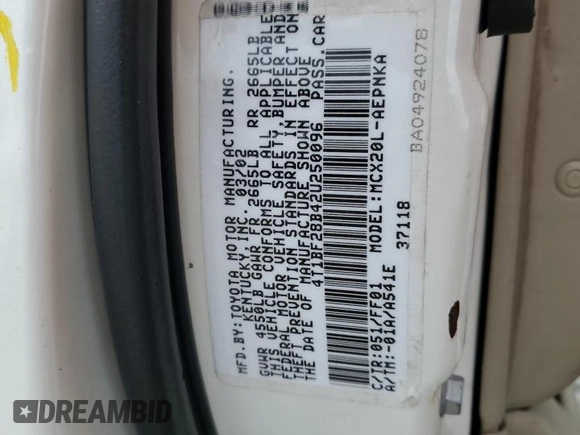 MFD.BY:TOYOTA MOTOR MANUFACTURING,
KENTUCKY, INC. 03/02
GVWR 4550LB GAWR FR 2665LB RR 2665LB
THIS VEHICLE CONFORMS TO ALL APPLICABLE
FEDERAL MOTOR VEHICLE SAFETY, BUMPER AND
THEFT PREVENTION STANDARDS IN EFFECT ON
THE DATE OF MANUFACTURE SHOWN ABOVE.
4T1BF28B42U250096 PASS.CAR
C/TR:051/FF01 MODEL:MCX20L-AEPNKA
A/TM:-01A/A541E 37118
BA04924078
DREAMBID